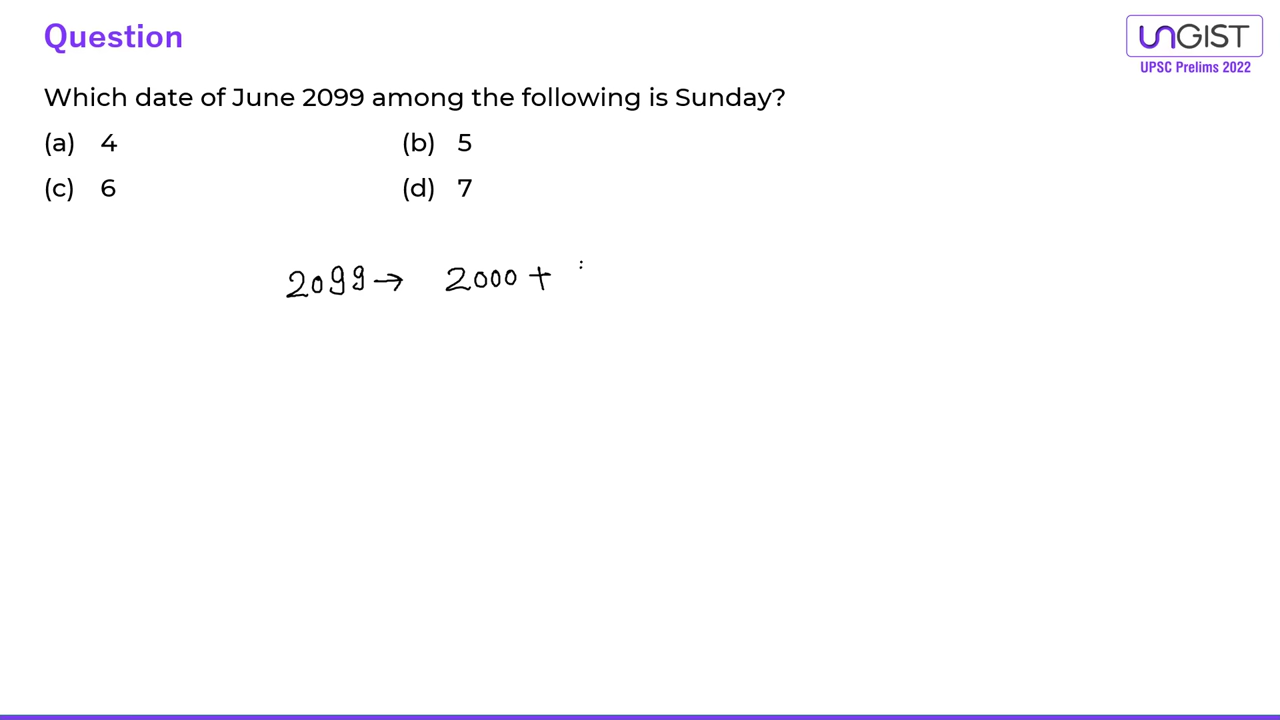 Question
UNGIST
UPSC Prelims 2022
Which date of June 2099 among the following is Sunday?
(a) 4 (b) 5
(c) 6 (d) 7
2099 → 2000 +